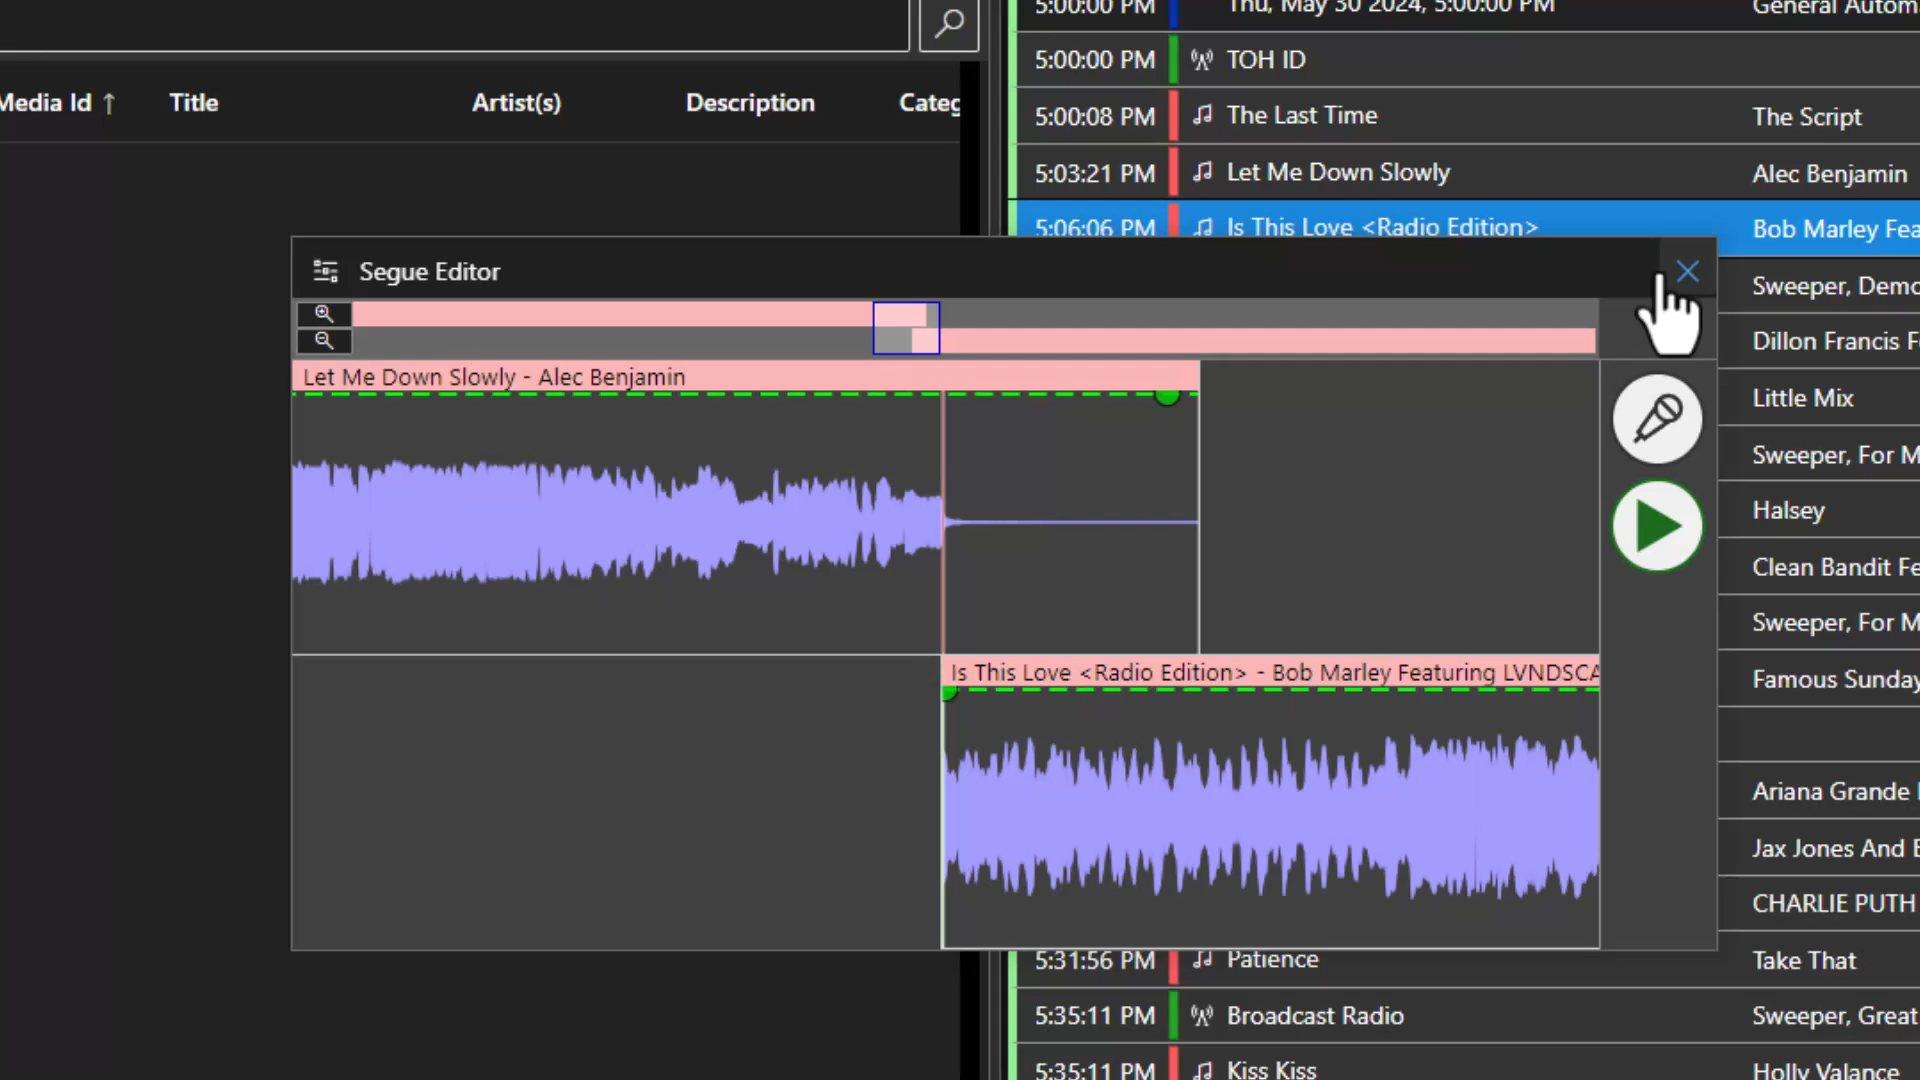 5:00:00 PM Thu, May 30 2024, 5:00:00 PM General Autom
5:00:00 PM TOH ID
Media Id ↑ Title Artist(s) Description Categ
5:00:08 PM The Last Time The Script
5:03:21 PM Let Me Down Slowly Alec Benjamin
5:06:06 PM Is This Love <Radio Edition> Bob Marley Fea
Segue Editor
Sweeper, Demo
Dillon Francis F
Let Me Down Slowly - Alec Benjamin
Little Mix
Sweeper, For M
Halsey
Clean Bandit Fe
Sweeper, For M
Is This Love <Radio Edition> - Bob Marley Featuring LVNDSCA
Famous Sunday
Ariana Grande
Jax Jones And B
CHARLIE PUTH
5:31:56 PM Patience Take That
5:35:11 PM Broadcast Radio Sweeper, Great
5:35:11 PM Kiss Kiss Holly Valance